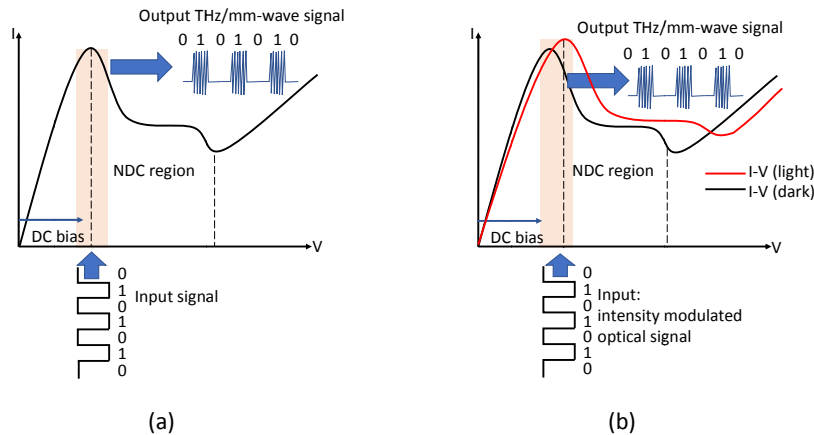 Output THz/mm-wave signal
I
0 1 0 1 0 1 0
NDC region
DC bias
V
0
1
Input signal
0
1
0
1
0
(a)
Output THz/mm-wave signal
I
0 1 0 1 0 1 0
NDC region
I-V (light)
I-V (dark)
DC bias
V
0
1
Input:
0
intensity modulated
1
optical signal
0
1
0
(b)